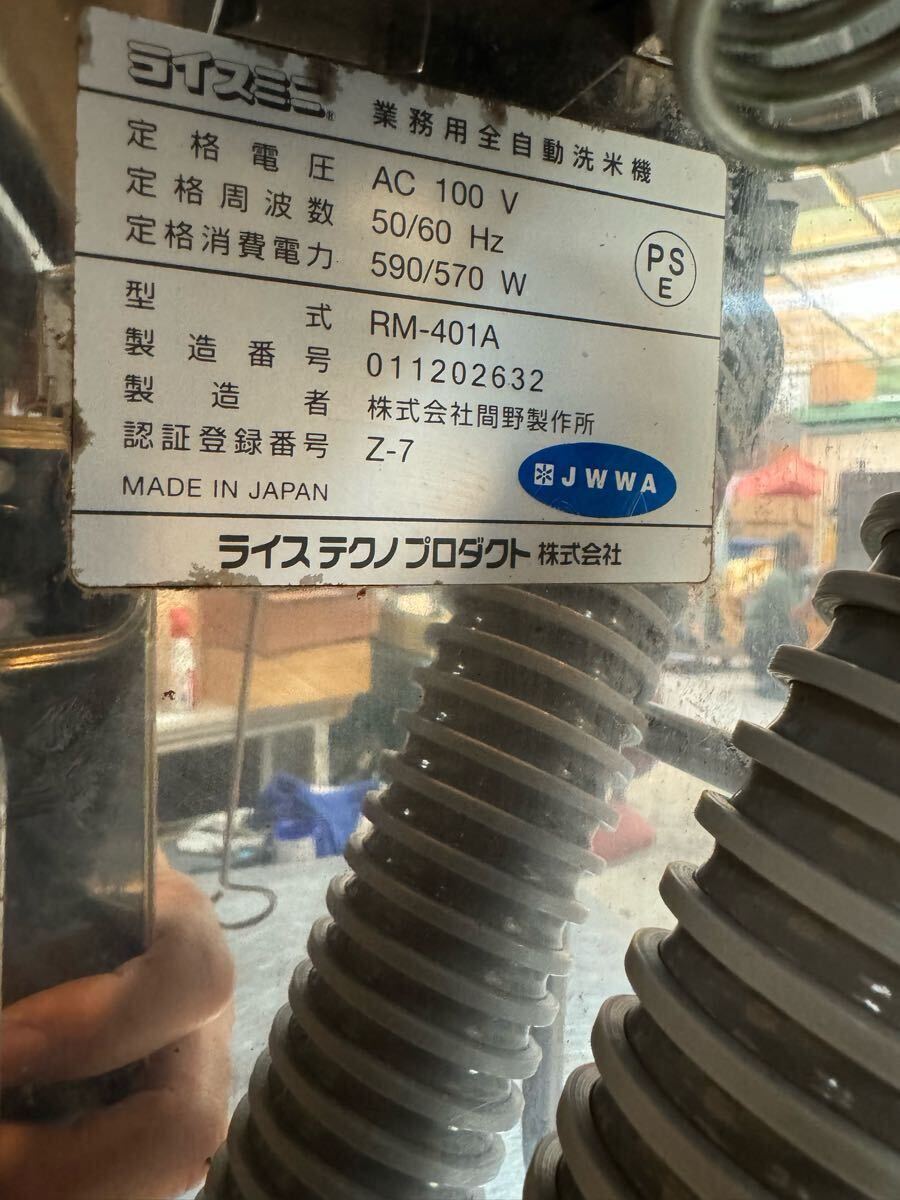 ライスミニ® 業務用全自動洗米機
定格電圧 AC 100 V
定格周波数 50/60 Hz
定格消費電力 590/570 W
PS
E
型式 RM-401A
製造番号 011202632
製造者 株式会社間野製作所
認証登録番号 Z-7
JWWA
MADE IN JAPAN
ライステクノプロダクト株式会社